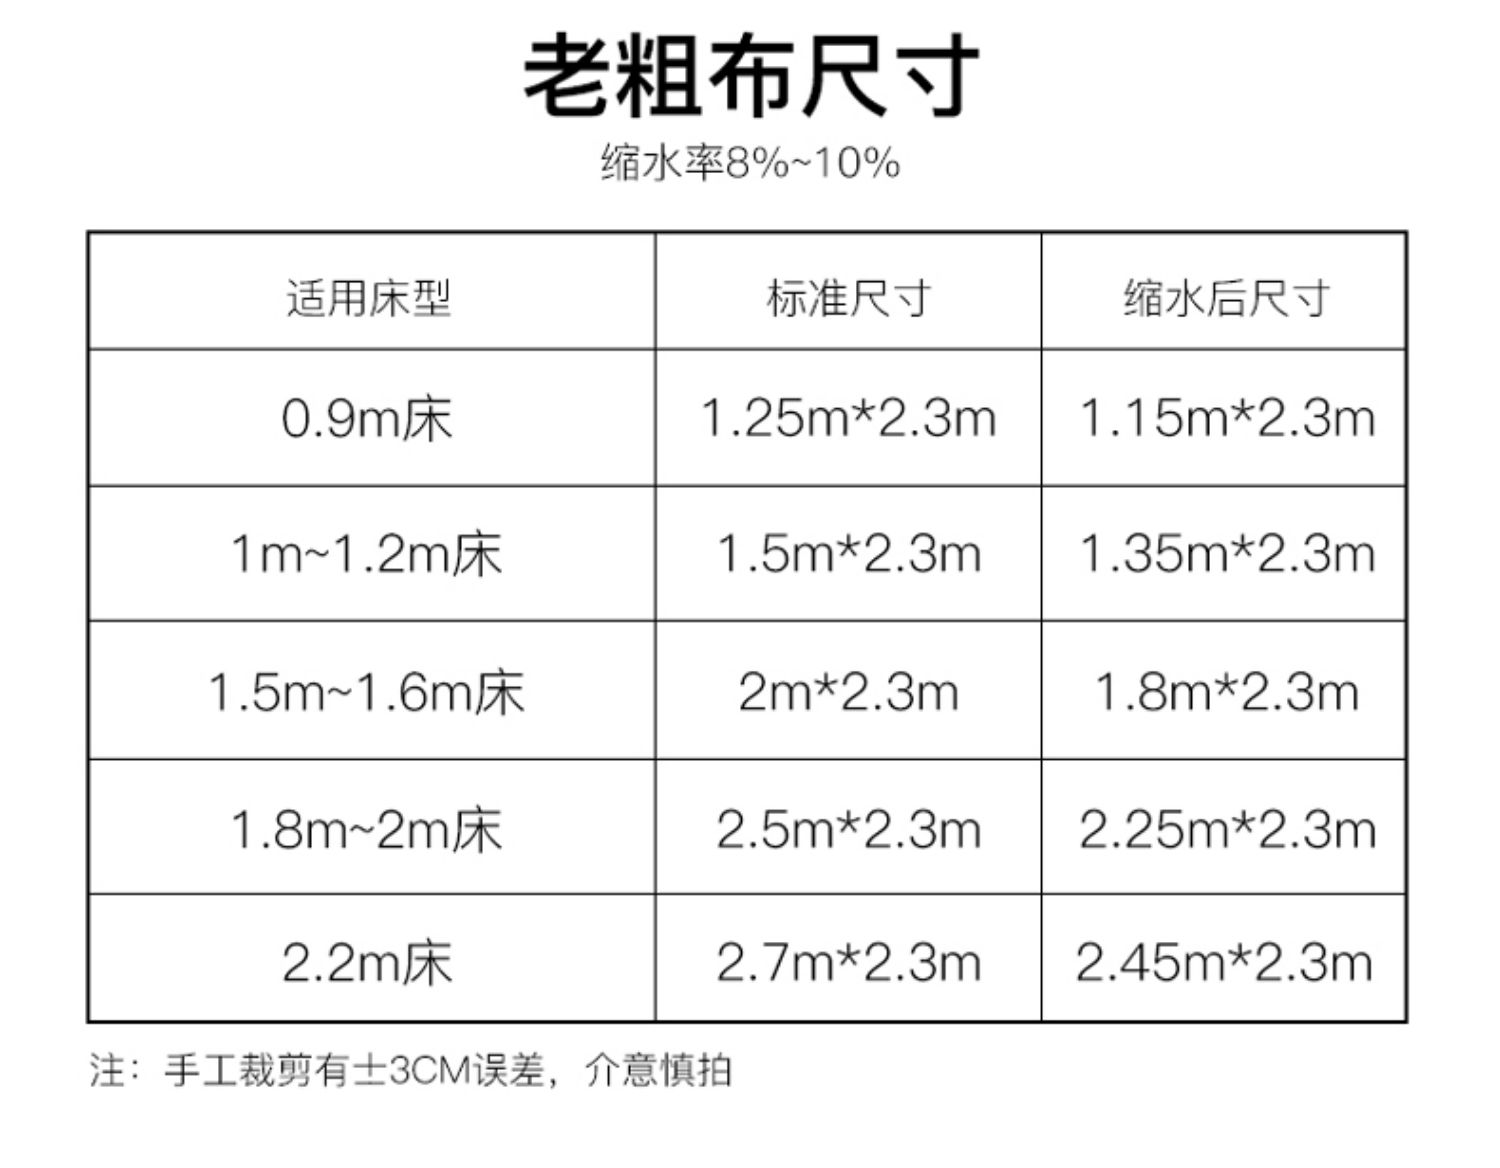 老粗布尺寸
缩水率8%~10%
适用床型 标准尺寸 缩水后尺寸
0.9m床 1.25m*2.3m 1.15m*2.3m
1m~1.2m床 1.5m*2.3m 1.35m*2.3m
1.5m~1.6m床 2m*2.3m 1.8m*2.3m
1.8m~2m床 2.5m*2.3m 2.25m*2.3m
2.2m床 2.7m*2.3m 2.45m*2.3m
注：手工裁剪有士3CM误差，介意慎拍